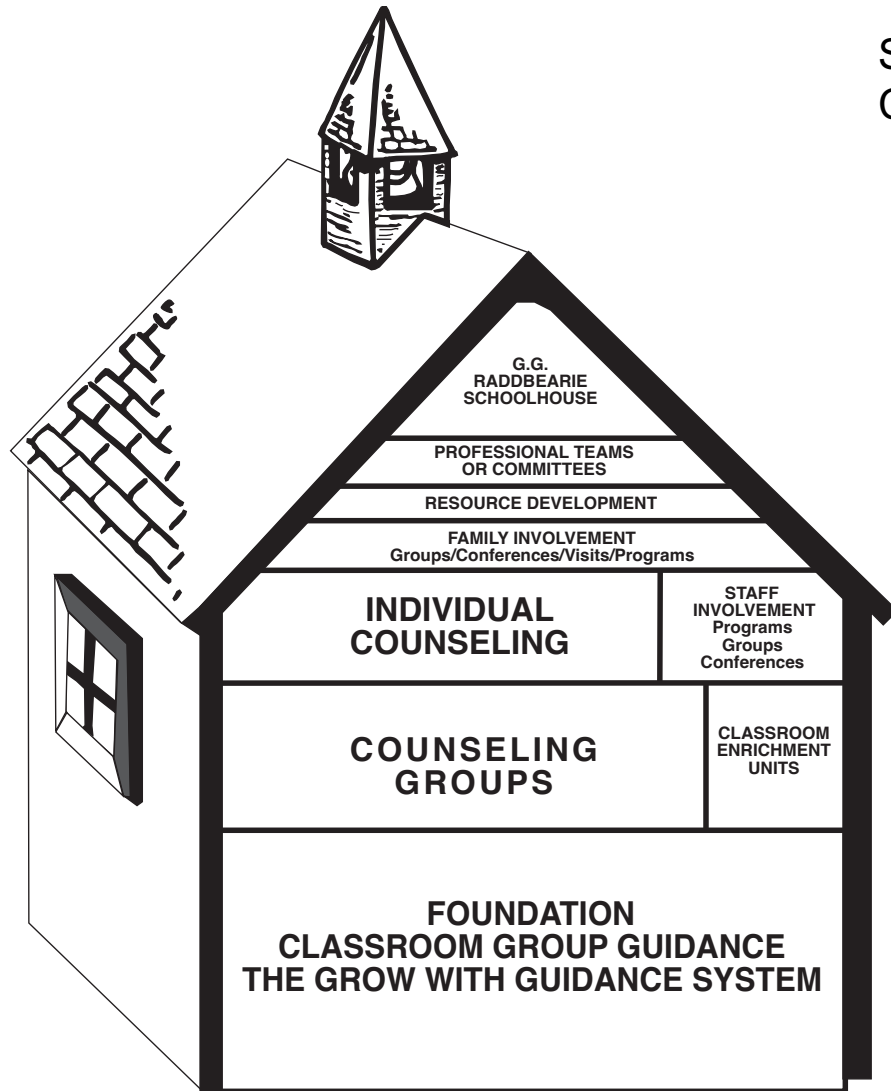 G.G.
RADDBEARIE
SCHOOLHOUSE
PROFESSIONAL TEAMS
OR COMMITTEES
RESOURCE DEVELOPMENT
FAMILY INVOLVEMENT
Groups/Conferences/Visits/Programs
INDIVIDUAL
COUNSELING
STAFF
INVOLVEMENT
Programs
Groups
Conferences
COUNSELING
GROUPS
CLASSROOM
ENRICHMENT
UNITS
FOUNDATION
CLASSROOM GROUP GUIDANCE
THE GROW WITH GUIDANCE SYSTEM